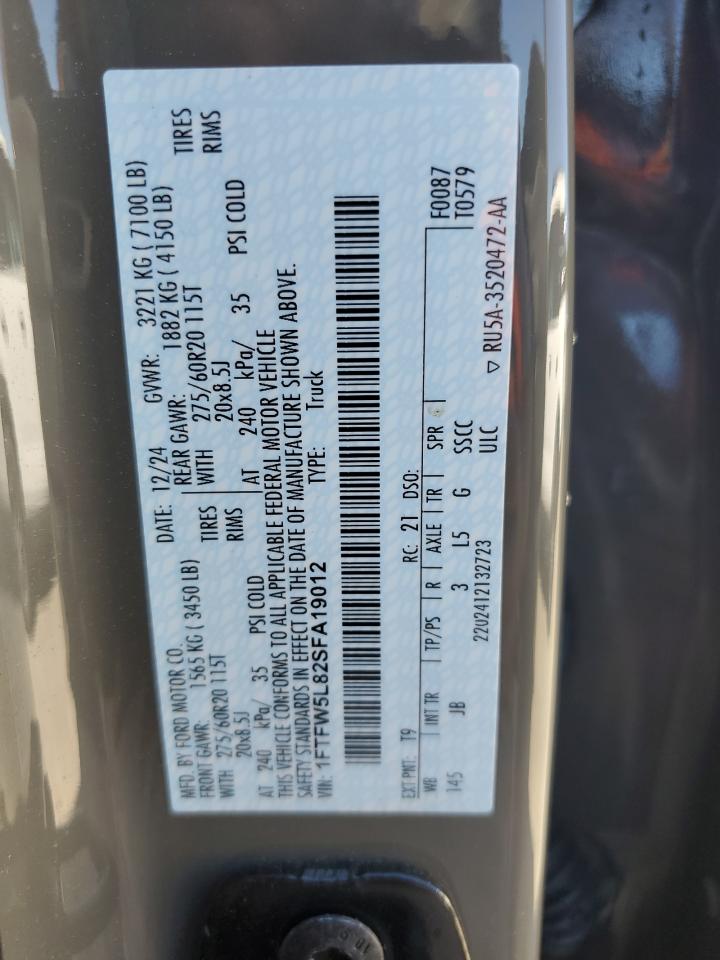 MFD. BY FORD MOTOR CO. DATE: 12/24 GVWR: 3221 KG ( 7100 LB)
FRONT GAWR: 1565 KG ( 3450 LB) REAR GAWR: 1882 KG ( 4150 LB)
WITH 275/60R20 115T TIRES WITH 275/60R20 115T TIRES
20x8.5J RIMS 20x8.5J RIMS
AT 240 kPa/ 35 PSI COLD AT 240 kPa/ 35 PSI COLD
THIS VEHICLE CONFORMS TO ALL APPLICABLE FEDERAL MOTOR VEHICLE
SAFETY STANDARDS IN EFFECT ON THE DATE OF MANUFACTURE SHOWN ABOVE.
VIN: 1FTFW5L82SFA19012 TYPE: Truck
EXT PNT: T9 RC: 21 DSO: F0087
WB INT TR TP/PS R AXLE TR SPR T0579
145 JB 3 L5 G SSCC
22U2412132723 ULC
▽ RU5A-3520472-AA